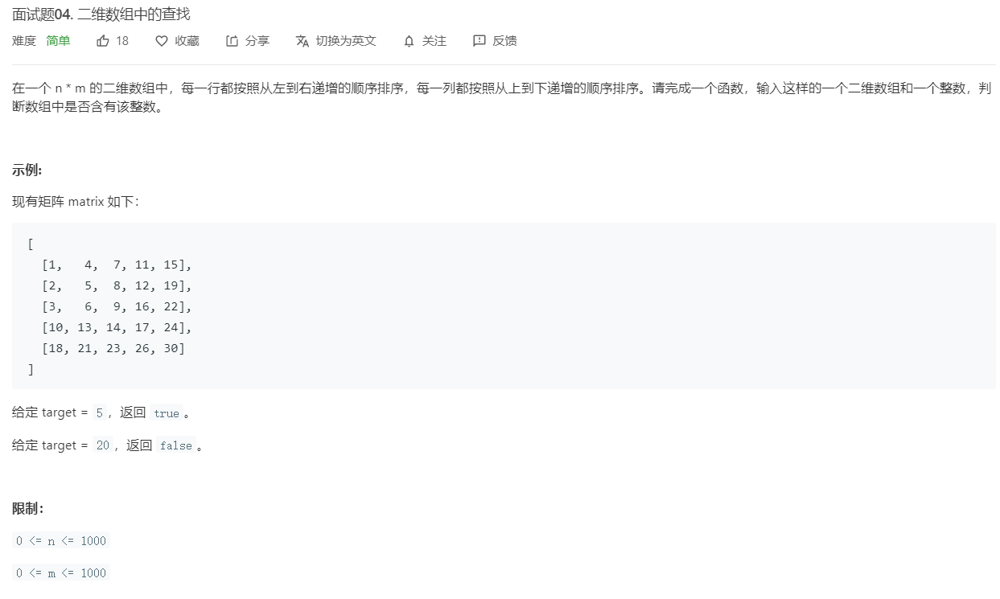 面试题04. 二维数组中的查找
难度 简单 18 收藏 分享 切换为英文 关注 反馈
在一个 n * m 的二维数组中，每一行都按照从左到右递增的顺序排序，每一列都按照从上到下递增的顺序排序。请完成一个函数，输入这样的一个二维数组和一个整数，判
断数组中是否含有该整数。
示例:
现有矩阵 matrix 如下：
[
[1, 4, 7, 11, 15],
[2, 5, 8, 12, 19],
[3, 6, 9, 16, 22],
[10, 13, 14, 17, 24],
[18, 21, 23, 26, 30]
]
给定 target = 5，返回 true。
给定 target = 20，返回 false。
限制：
0 <= n <= 1000
0 <= m <= 1000